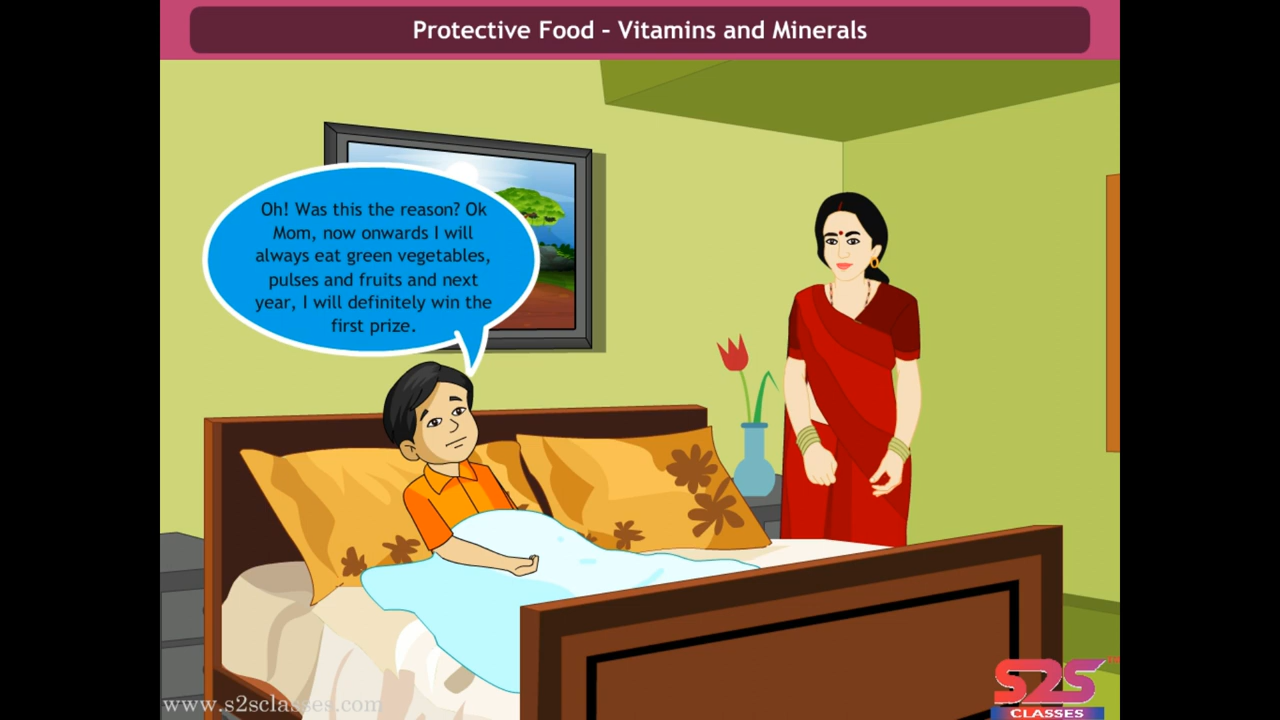 Protective Food - Vitamins and Minerals
Oh! Was this the reason? Ok
Mom, now onwards I will
always eat green vegetables,
pulses and fruits and next
year, I will definitely win the
first prize.
www.s2sclasses.com
S2S
CLASSES